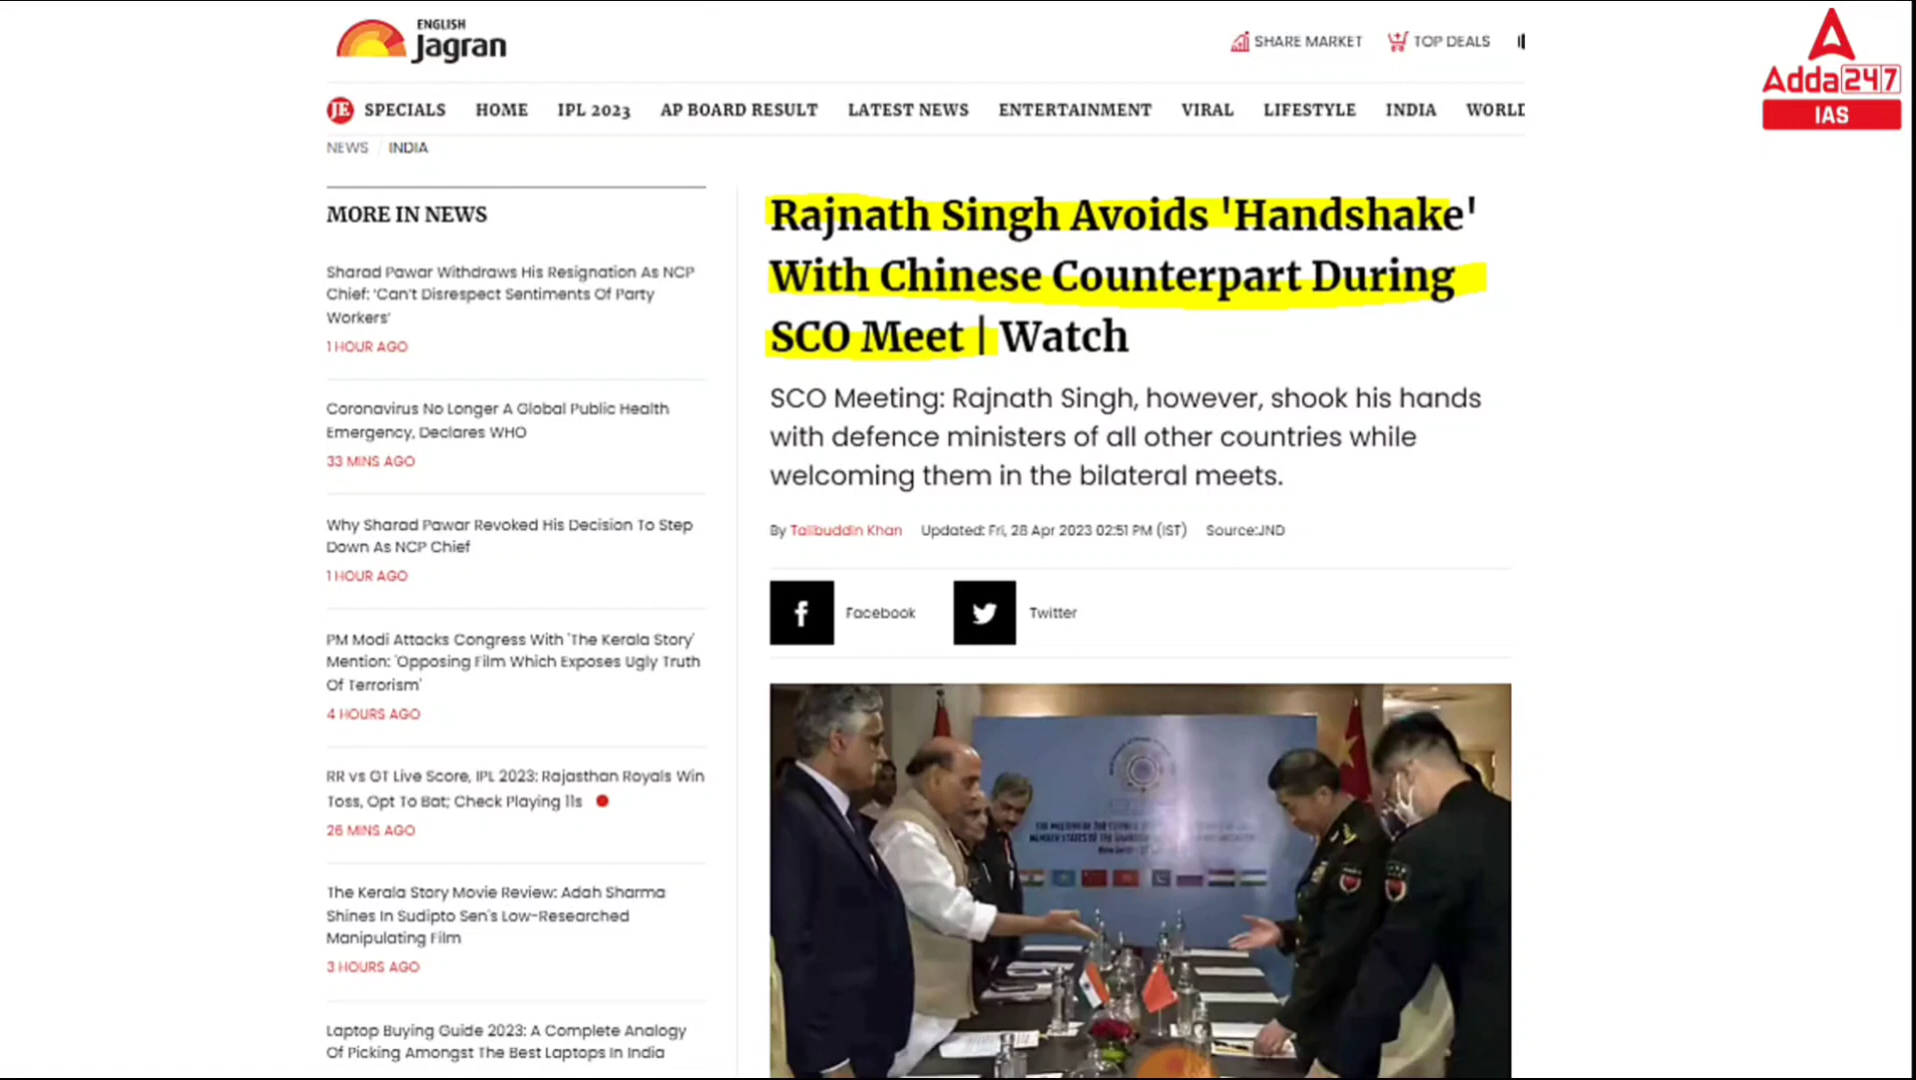 ENGLISH
Jagran
SHARE MARKET
TOP DEALS
Adda247
IAS
JE SPECIALS HOME IPL 2023 AP BOARD RESULT LATEST NEWS ENTERTAINMENT VIRAL LIFESTYLE INDIA WORLD
NEWS / INDIA
MORE IN NEWS
Sharad Pawar Withdraws His Resignation As NCP
Chief: 'Can't Disrespect Sentiments Of Party
Workers'
1 HOUR AGO
Coronavirus No Longer A Global Public Health
Emergency, Declares WHO
33 MINS AGO
Why Sharad Pawar Revoked His Decision To Step
Down As NCP Chief
1 HOUR AGO
PM Modi Attacks Congress With 'The Kerala Story'
Mention: 'Opposing Film Which Exposes Ugly Truth
Of Terrorism'
4 HOURS AGO
RR vs GT Live Score, IPL 2023: Rajasthan Royals Win
Toss, Opt To Bat; Check Playing 11s
26 MINS AGO
The Kerala Story Movie Review: Adah Sharma
Shines In Sudipto Sen's Low-Researched
Manipulating Film
3 HOURS AGO
Laptop Buying Guide 2023: A Complete Analogy
Of Picking Amongst The Best Laptops In India
Rajnath Singh Avoids 'Handshake'
With Chinese Counterpart During
SCO Meet | Watch
SCO Meeting: Rajnath Singh, however, shook his hands
with defence ministers of all other countries while
welcoming them in the bilateral meets.
By Talibuddin Khan Updated: Fri, 28 Apr 2023 02:51 PM (IST) Source:JND
Facebook
Twitter